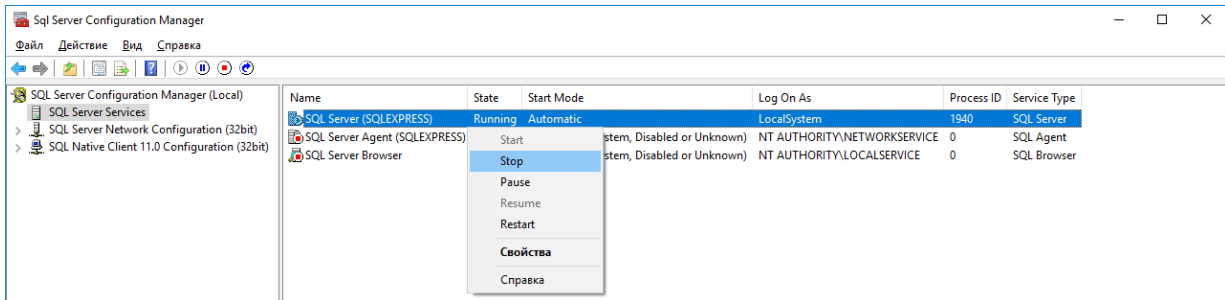 Sql Server Configuration Manager
Файл Действие Вид Справка
SQL Server Configuration Manager (Local)
SQL Server Services
SQL Server Network Configuration (32bit)
SQL Native Client 11.0 Configuration (32bit)
Name State Start Mode Log On As Process ID Service Type
SQL Server (SQLEXPRESS) Running Automatic LocalSystem 1940 SQL Server
SQL Server Agent (SQLEXPRESS) stem, Disabled or Unknown) NT AUTHORITY\NETWORKSERVICE 0 SQL Agent
SQL Server Browser stem, Disabled or Unknown) NT AUTHORITY\LOCALSERVICE 0 SQL Browser
Start
Stop
Pause
Resume
Restart
Свойства
Справка